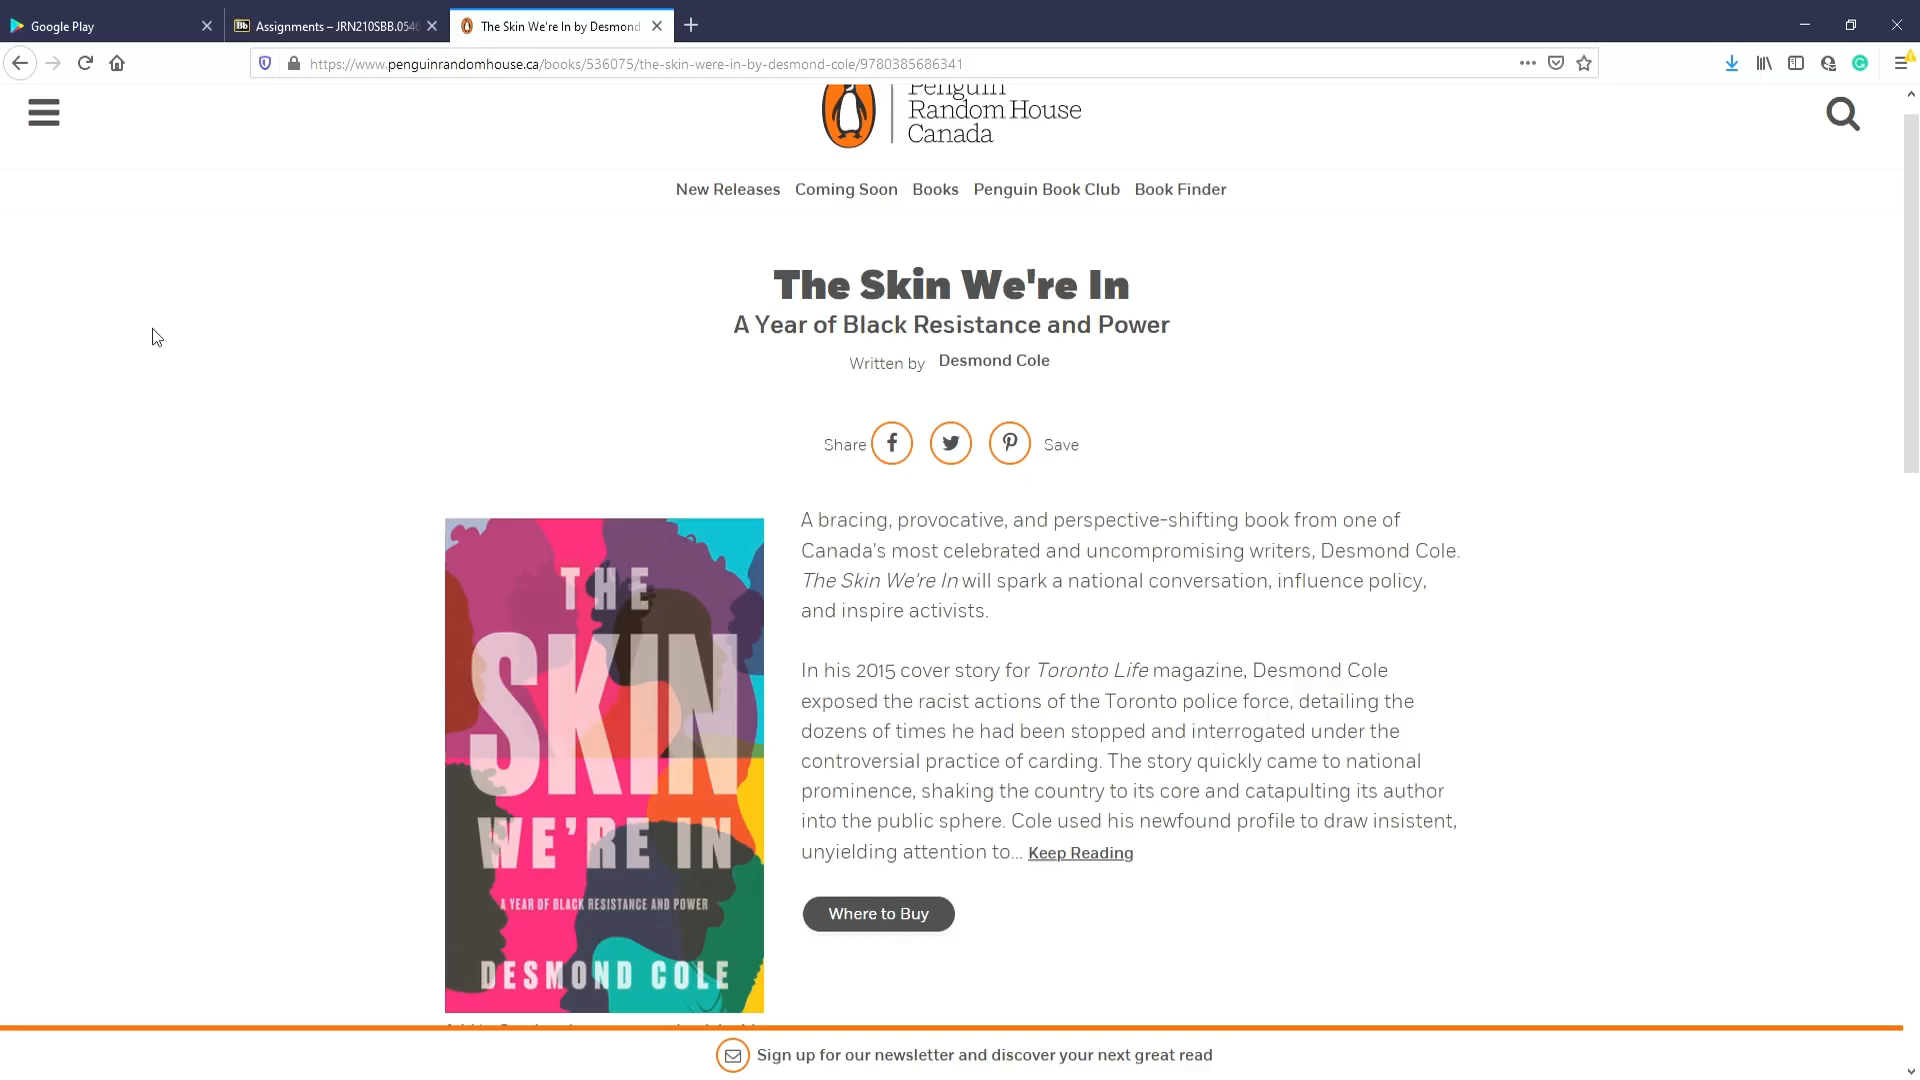 Google Play
Assignments – JRN210SBB.054
The Skin We're In by Desmond
https://www.penguinrandomhouse.ca/books/536075/the-skin-were-in-by-desmond-cole/9780385686341
Penguin
Random House
Canada
New Releases Coming Soon Books Penguin Book Club Book Finder
The Skin We're In
A Year of Black Resistance and Power
Written by Desmond Cole
Share Save
THE
SKIN
WE'RE IN
A YEAR OF BLACK RESISTANCE AND POWER
DESMOND COLE
A bracing, provocative, and perspective-shifting book from one of
Canada's most celebrated and uncompromising writers, Desmond Cole.
The Skin We're In will spark a national conversation, influence policy,
and inspire activists.
In his 2015 cover story for Toronto Life magazine, Desmond Cole
exposed the racist actions of the Toronto police force, detailing the
dozens of times he had been stopped and interrogated under the
controversial practice of carding. The story quickly came to national
prominence, shaking the country to its core and catapulting its author
into the public sphere. Cole used his newfound profile to draw insistent,
unyielding attention to... Keep Reading
Where to Buy
Sign up for our newsletter and discover your next great read